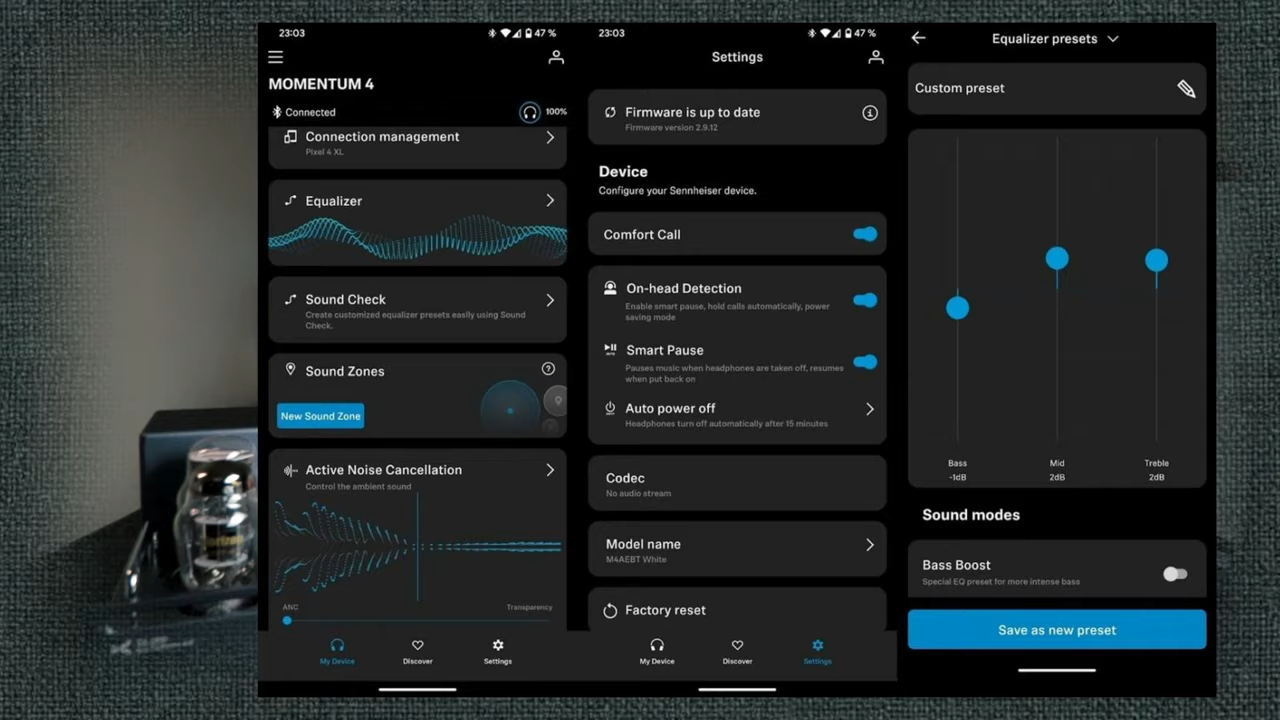 23:03
47 %
MOMENTUM 4
Connected
100%
Connection management
Pixel 4 XL
Equalizer
Sound Check
Create customized equalizer presets easily using Sound
Check.
Sound Zones
?
New Sound Zone
Active Noise Cancellation
Control the ambient sound
ANC
Transparency
My Device
Discover
Settings
23:03
47 %
Settings
Firmware is up to date
Firmware version 2.9.12
Device
Configure your Sennheiser device.
Comfort Call
On-head Detection
Enable smart pause, hold calls automatically, power
saving mode
Smart Pause
Pauses music when headphones are taken off, resumes
when put back on
Auto power off
Headphones turn off automatically after 15 minutes
Codec
No audio stream
Model name
M4AEBT White
Factory reset
My Device
Discover
Settings
Equalizer presets
Custom preset
Bass
Mid
Treble
-1dB
2dB
2dB
Sound modes
Bass Boost
Special EQ preset for more intense bass
Save as new preset